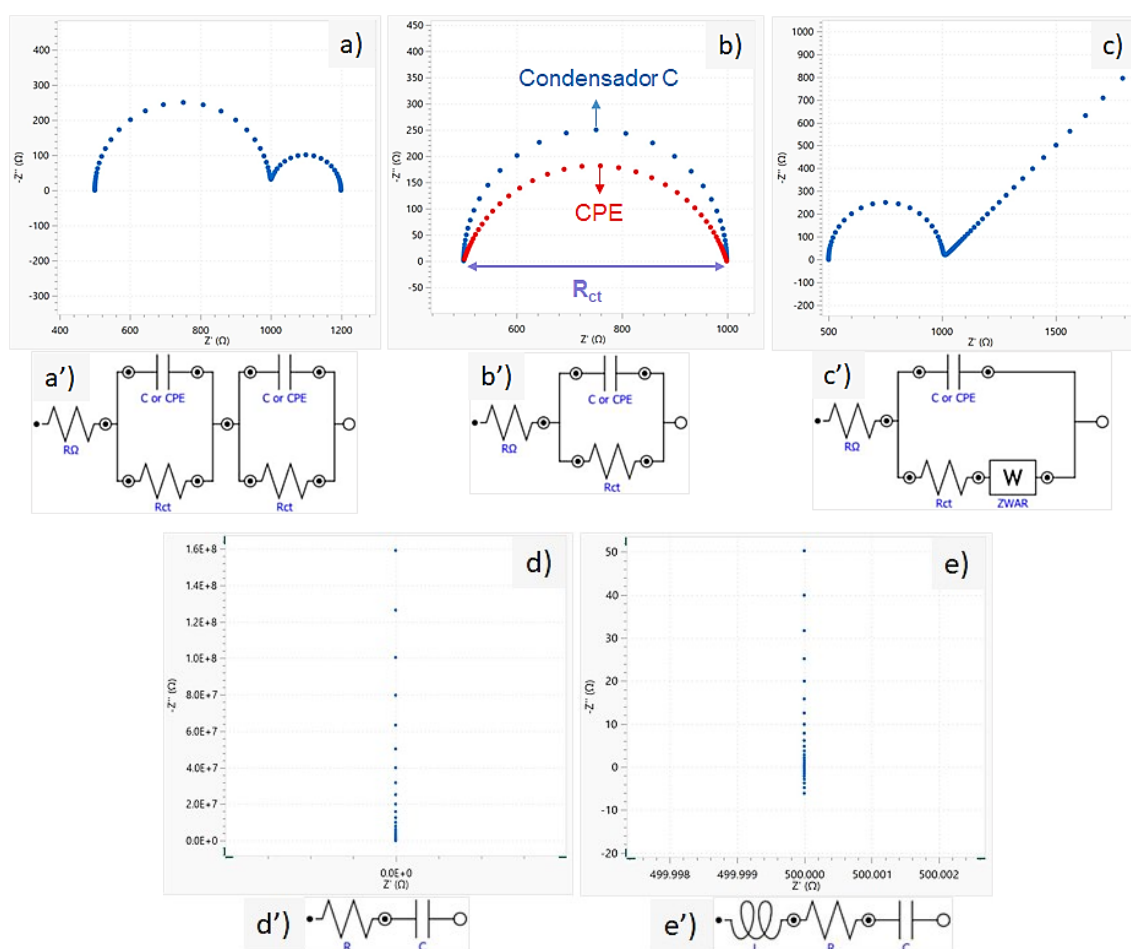 a)
400
300
200
100
0
-100
-200
-300
-Z'' (Ω)
400 600 800 1000 1200
Z' (Ω)
b)
450
400
350
300
250
200
150
100
50
0
-50
-Z'' (Ω)
Condensador C
CPE
Rct
600 800 1000
Z' (Ω)
c)
1000
900
800
700
600
500
400
300
200
100
0
-100
-200
-Z'' (Ω)
500 1000 1500
Z' (Ω)
a')
C or CPE C or CPE
RΩ
Rct Rct
b')
C or CPE
RΩ
Rct
c')
C or CPE
RΩ
W
Rct ZWAR
d)
1.6E+8
1.4E+8
1.2E+8
1.0E+8
8.0E+7
6.0E+7
4.0E+7
2.0E+7
0.0E+0
-Z'' (Ω)
0.0E+0
Z' (Ω)
e)
50
40
30
20
10
0
-10
-20
-Z'' (Ω)
499.998 499.999 500.000 500.001 500.002
Z' (Ω)
d')
R C
e')
L R C